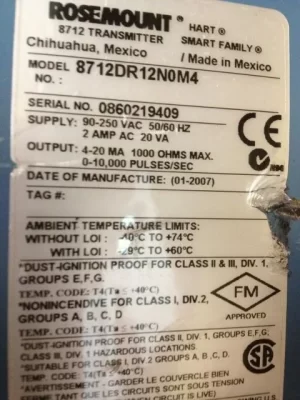 ROSEMOUNT® HART®
8712 TRANSMITTER SMART FAMILY®
Chihuahua, Mexico / Made in Mexico
MODEL 8712DR12N0M4
NO. :
SERIAL NO. 0860219409
SUPPLY: 90-250 VAC 50/60 HZ
2 AMP AC 20 VA
CE
OUTPUT: 4-20 MA 1000 OHMS MAX.
0-10,000 PULSES/SEC
DATE OF MANUFACTURE: (01-2007)
TAG #:
AMBIENT TEMPERATURE LIMITS:
WITHOUT LOI : -40°C TO +74°C
WITH LOI : -29°C TO +60°C
*DUST-IGNITION PROOF FOR CLASS II & III, DIV. 1,
GROUPS E,F,G.
TEMP. CODE: T4(Ta ≤ +40°C)
*NONINCENDIVE FOR CLASS I, DIV.2,
GROUPS A, B, C, D
TEMP. CODE: T4(Ta ≤ +40°C)
FM
APPROVED
*DUST-IGNITION PROOF FOR CLASS II, DIV. 1 GROUPS E,F,G;
CLASS III, DIV. 1 HAZARDOUS LOCATIONS
*SUITABLE FOR CLASS I, DIV. 2 GROUPS A, B, ,C, D;
TEMP. CODE: T4(Ta ≤ +40°C)
SA
*AVERTISSEMENT - GARDER LE COUVERCLE BIEN
FERME TANT QUE LES CIRCUITS SONT SOUS TENSION